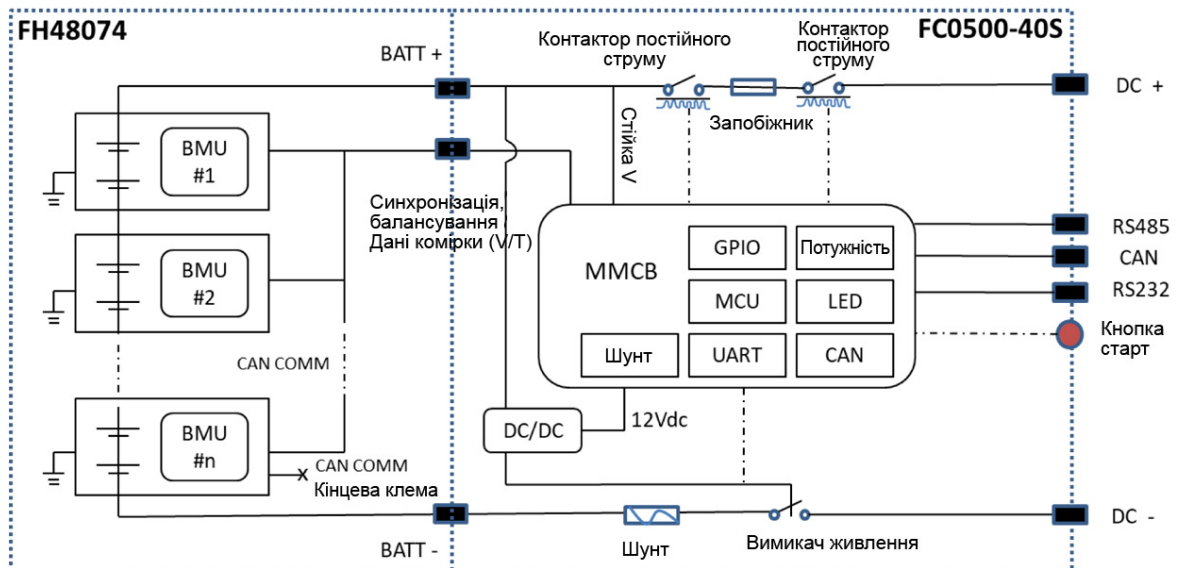 FH48074
FC0500-40S
BATT +
Контактор постійного
струму
Контактор
постійного
струму
DC +
Запобіжник
Стійка V
BMU
#1
Синхронізація,
балансування
Дані комірки (V/T)
BMU
#2
CAN COMM
BMU
#n
CAN COMM
Кінцева клема
MMCB
GPIO
Потужність
MCU
LED
Шунт
UART
CAN
RS485
CAN
RS232
Кнопка
старт
DC/DC
12Vdc
BATT -
Шунт
Вимикач живлення
DC -